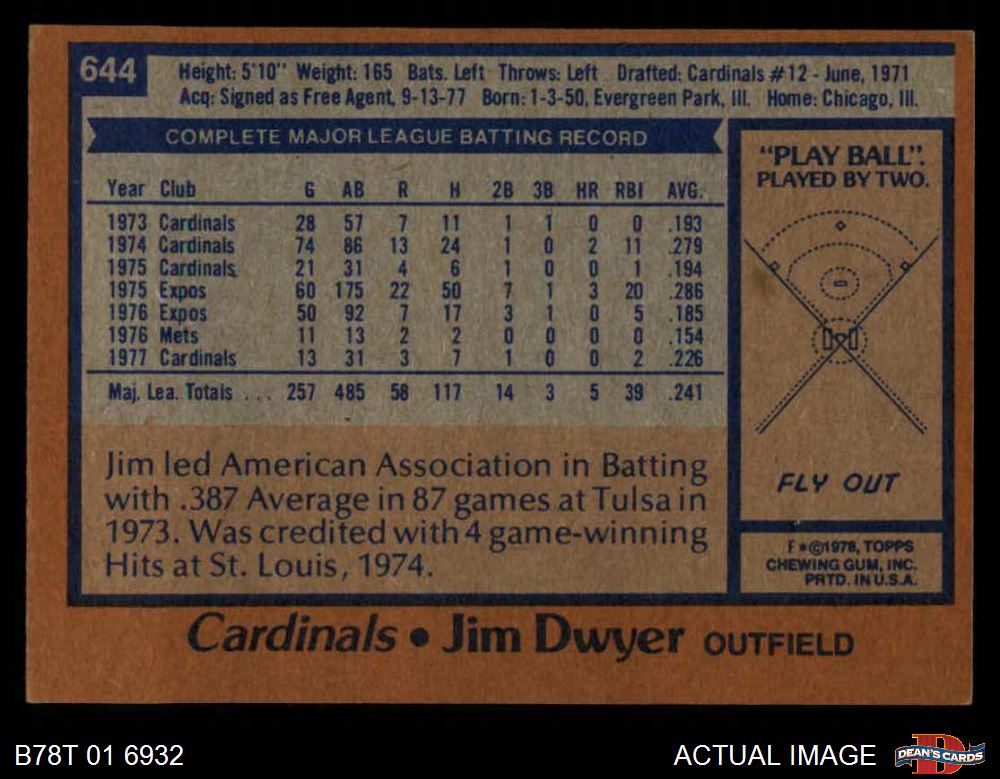 644
Height: 5'10" Weight: 165 Bats. Left Throws: Left Drafted: Cardinals #12 - June, 1971
Acq: Signed as Free Agent, 9-13-77 Born: 1-3-50, Evergreen Park, Ill. Home: Chicago, Ill.
COMPLETE MAJOR LEAGUE BATTING RECORD
Year Club G AB R H 2B 3B HR RBI AVG.
1973 Cardinals 28 57 7 11 1 1 0 0 .193
1974 Cardinals 74 86 13 24 1 0 2 11 .279
1975 Cardinals 21 31 4 6 1 0 0 1 .194
1975 Expos 60 175 22 50 7 1 3 20 .286
1976 Expos 50 92 7 17 3 1 0 5 .185
1976 Mets 11 13 2 2 0 0 0 0 .154
1977 Cardinals 13 31 3 7 1 0 0 2 .226
Maj. Lea. Totals ... 257 485 58 117 14 3 5 39 .241
Jim led American Association in Batting
with .387 Average in 87 games at Tulsa in
1973. Was credited with 4 game-winning
Hits at St. Louis, 1974.
"PLAY BALL".
PLAYED BY TWO.
FLY OUT
F * © 1978, TOPPS
CHEWING GUM, INC.
PRTD. IN U.S.A.
Cardinals • Jim Dwyer OUTFIELD
B78T 01 6932
ACTUAL IMAGE
DEAN'S CARDS